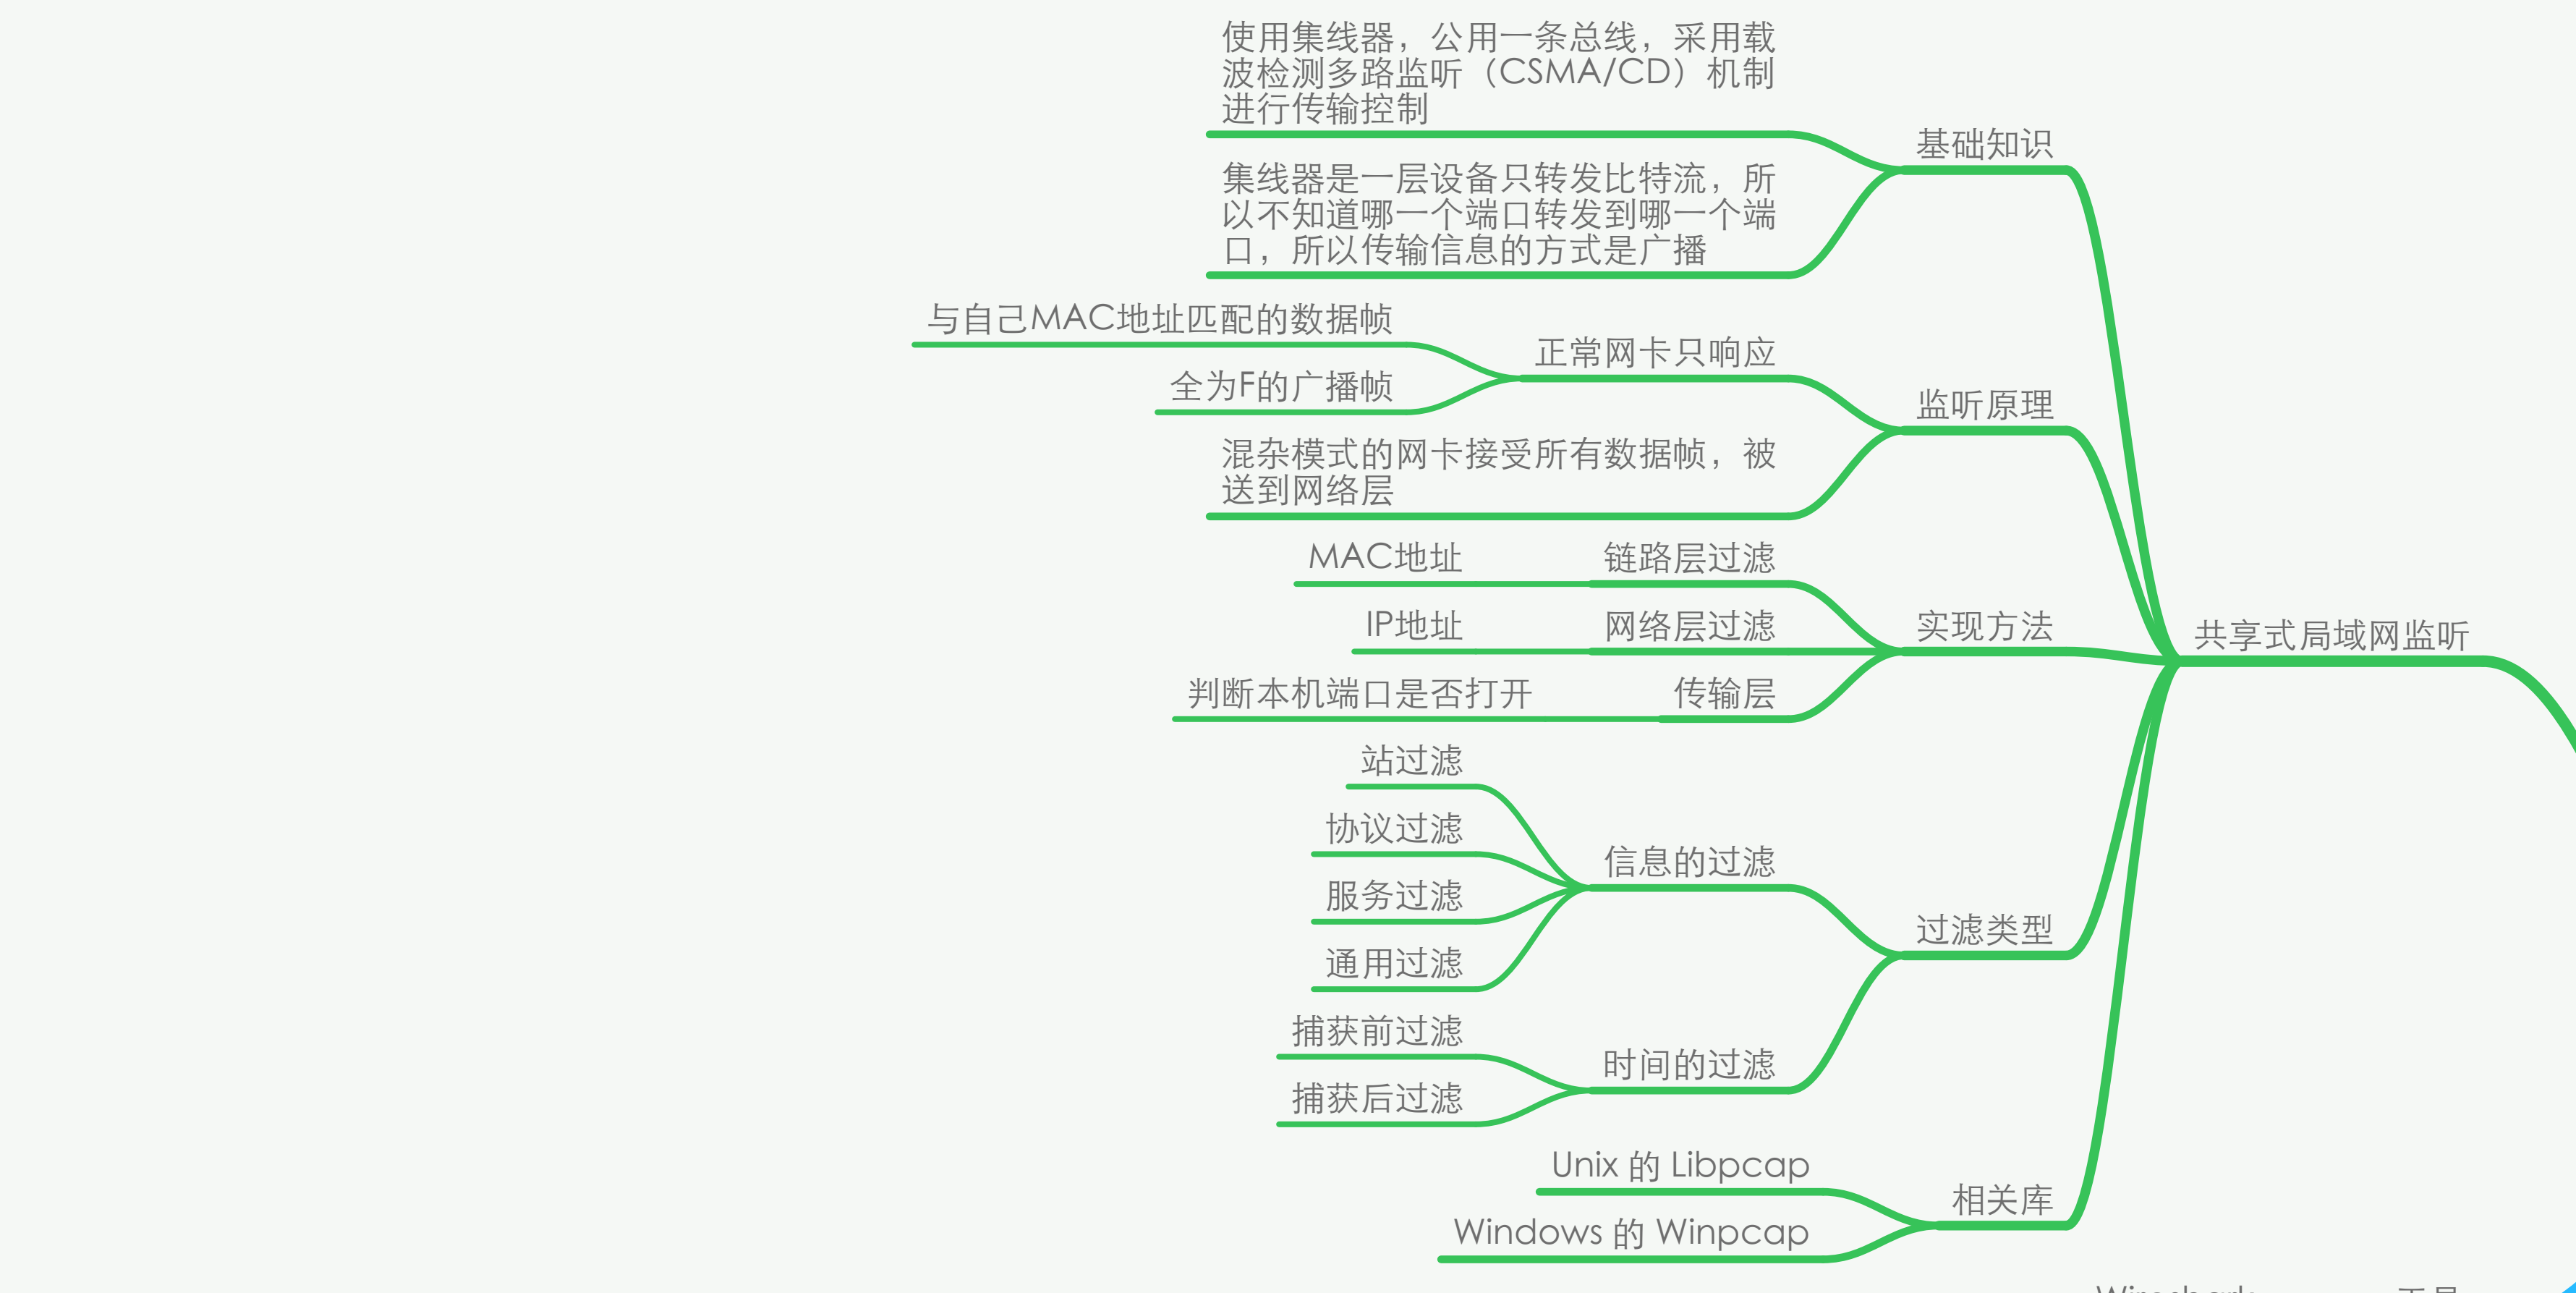 使用集线器，公用一条总线，采用载
波检测多路监听（CSMA/CD）机制
进行传输控制
基础知识
集线器是一层设备只转发比特流，所
以不知道哪一个端口转发到哪一个端
口，所以传输信息的方式是广播
与自己MAC地址匹配的数据帧
正常网卡只响应
全为F的广播帧
监听原理
混杂模式的网卡接受所有数据帧，被
送到网络层
MAC地址
链路层过滤
IP地址
网络层过滤
实现方法
共享式局域网监听
判断本机端口是否打开
传输层
站过滤
协议过滤
信息的过滤
服务过滤
过滤类型
通用过滤
捕获前过滤
时间的过滤
捕获后过滤
Unix 的 Libpcap
相关库
Windows 的 Winpcap